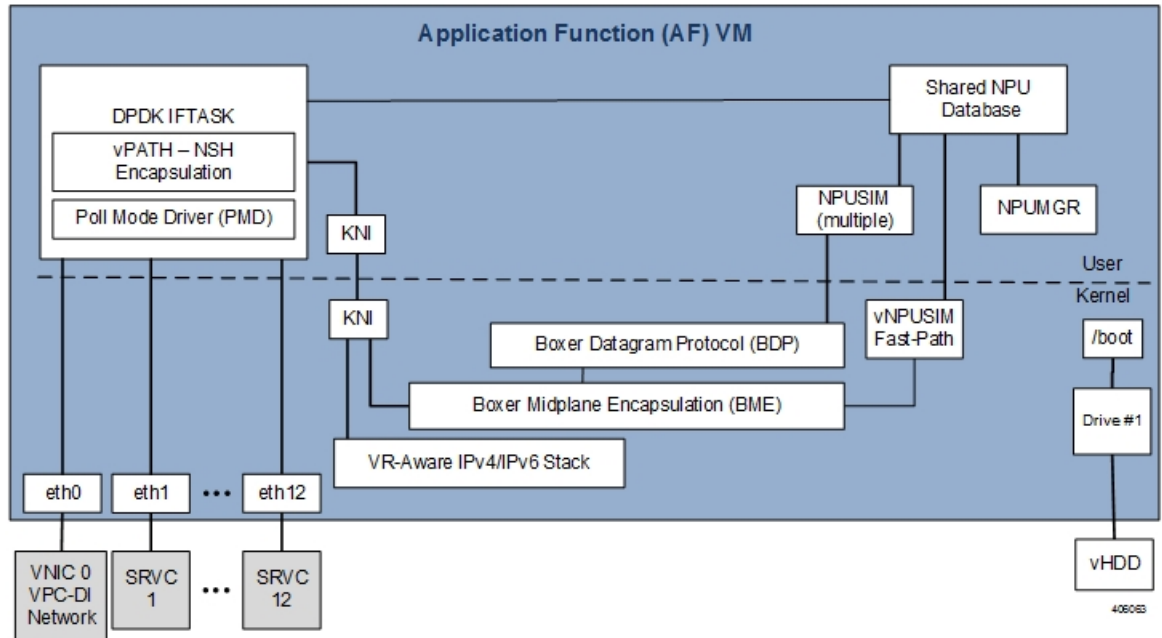 Application Function (AF) VM
DPDK IFTASK
vPATH – NSH
Encapsulation
Poll Mode Driver (PMD)
Shared NPU
Database
KNI
NPUSIM
(multiple)
NPUMGR
User
Kernel
KNI
Boxer Datagram Protocol (BDP)
vNPUSIM
Fast-Path
/boot
Boxer Midplane Encapsulation (BME)
Drive #1
VR-Aware IPv4/IPv6 Stack
eth0
eth1
•••
eth12
VNIC 0
VPC-DI
Network
SRVC
1
•••
SRVC
12
vHDD
406063